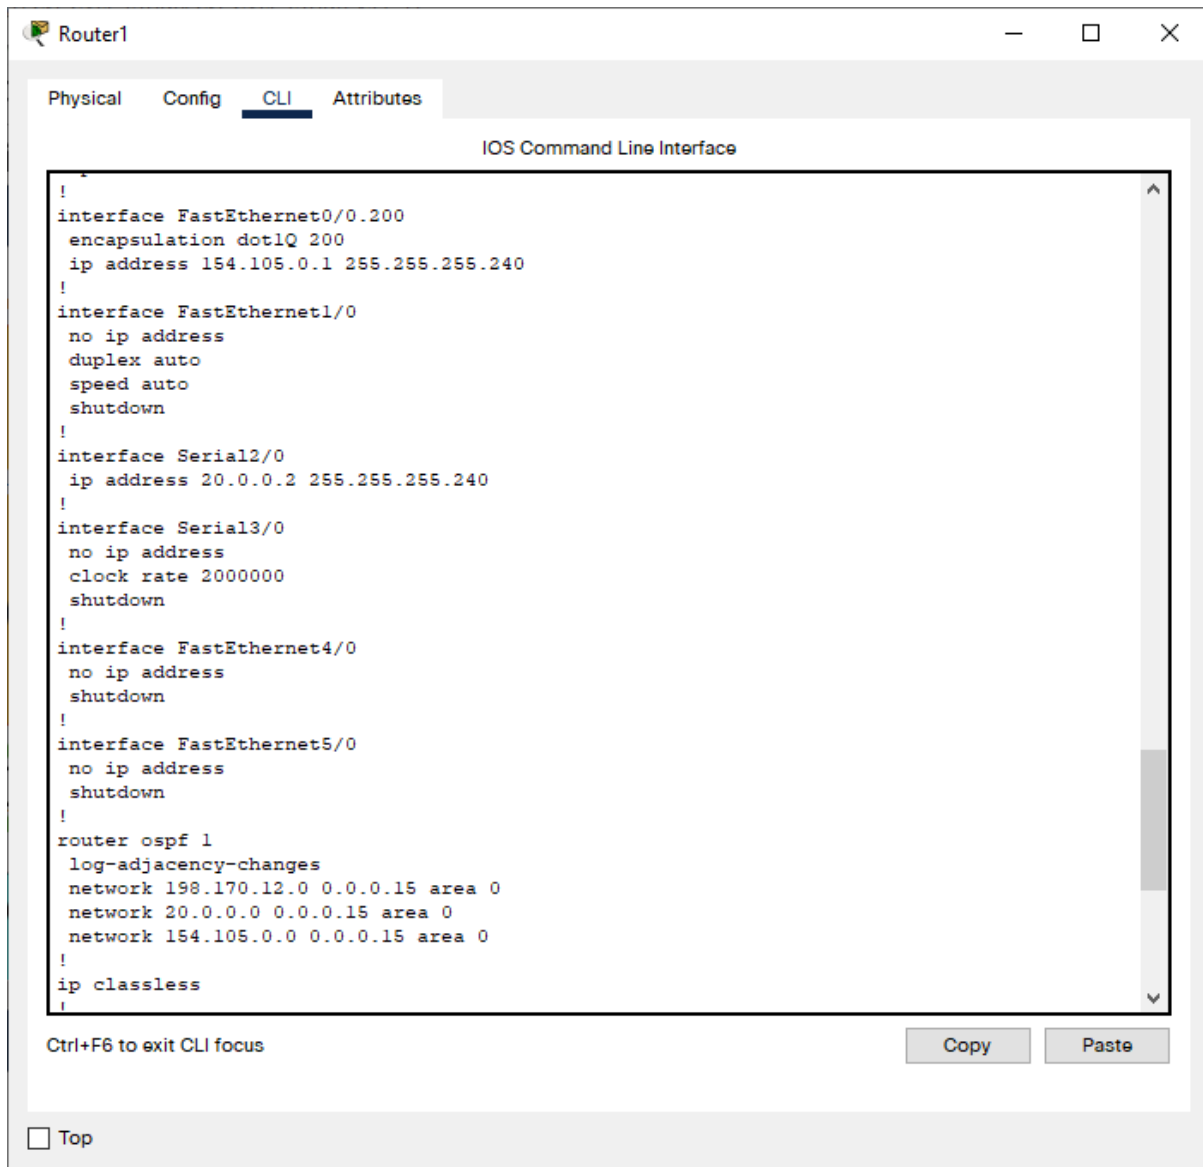 Router1
Physical Config CLI Attributes
IOS Command Line Interface
!
interface FastEthernet0/0.200
 encapsulation dot1Q 200
 ip address 154.105.0.1 255.255.255.240
!
interface FastEthernet1/0
 no ip address
 duplex auto
 speed auto
 shutdown
!
interface Serial2/0
 ip address 20.0.0.2 255.255.255.240
!
interface Serial3/0
 no ip address
 clock rate 2000000
 shutdown
!
interface FastEthernet4/0
 no ip address
 shutdown
!
interface FastEthernet5/0
 no ip address
 shutdown
!
router ospf 1
 log-adjacency-changes
 network 198.170.12.0 0.0.0.15 area 0
 network 20.0.0.0 0.0.0.15 area 0
 network 154.105.0.0 0.0.0.15 area 0
!
ip classless
!
Ctrl+F6 to exit CLI focus
Copy Paste
Top